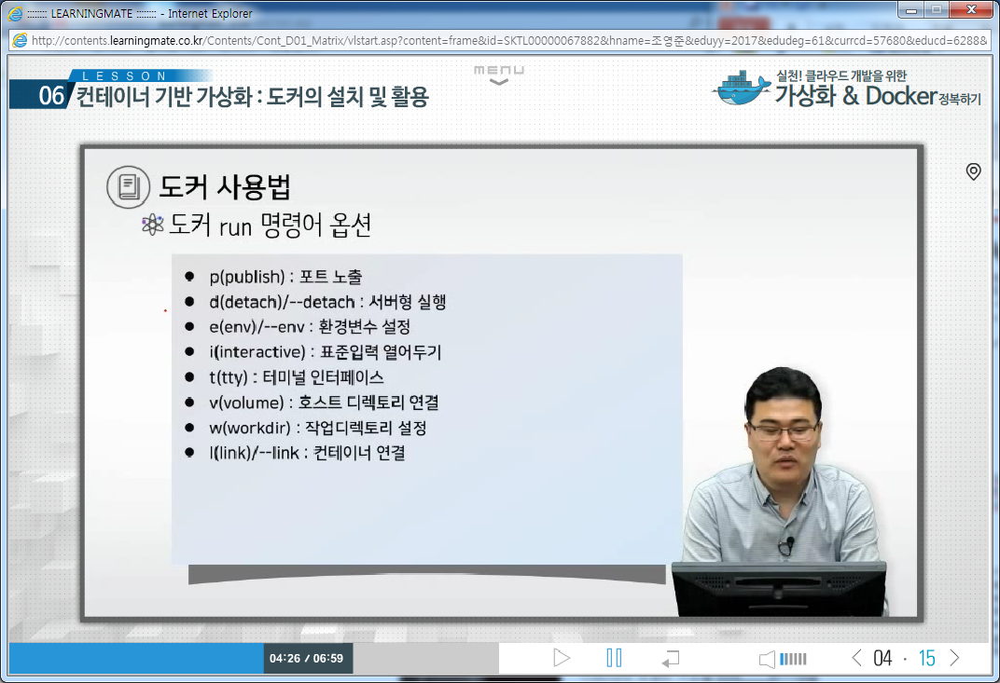 :::::::: LEARNINGMATE :::::::: - Internet Explorer
http://contents.learningmate.co.kr/Contents/Cont_D01_Matrix/vlstart.asp?content=frame&id=SKTL00000067882&hname=조영준&eduyy=2017&edudeg=61&currcd=57680&educd=6288&
LESSON
06 컨테이너 기반 가상화 : 도커의 설치 및 활용
MENU
실전! 클라우드 개발을 위한
가상화 & Docker정복하기
도커 사용법
도커 run 명령어 옵션
● p(publish) : 포트 노출
● d(detach)/--detach : 서버형 실행
● e(env)/--env : 환경변수 설정
● i(interactive) : 표준입력 열어두기
● t(tty) : 테미널 인터페이스
● v(volume) : 호스트 디렉토리 연결
● w(workdir) : 작업디렉토리 설정
● l(link)/--link : 컨테이너 연결
04:26 / 06:59
04 · 15